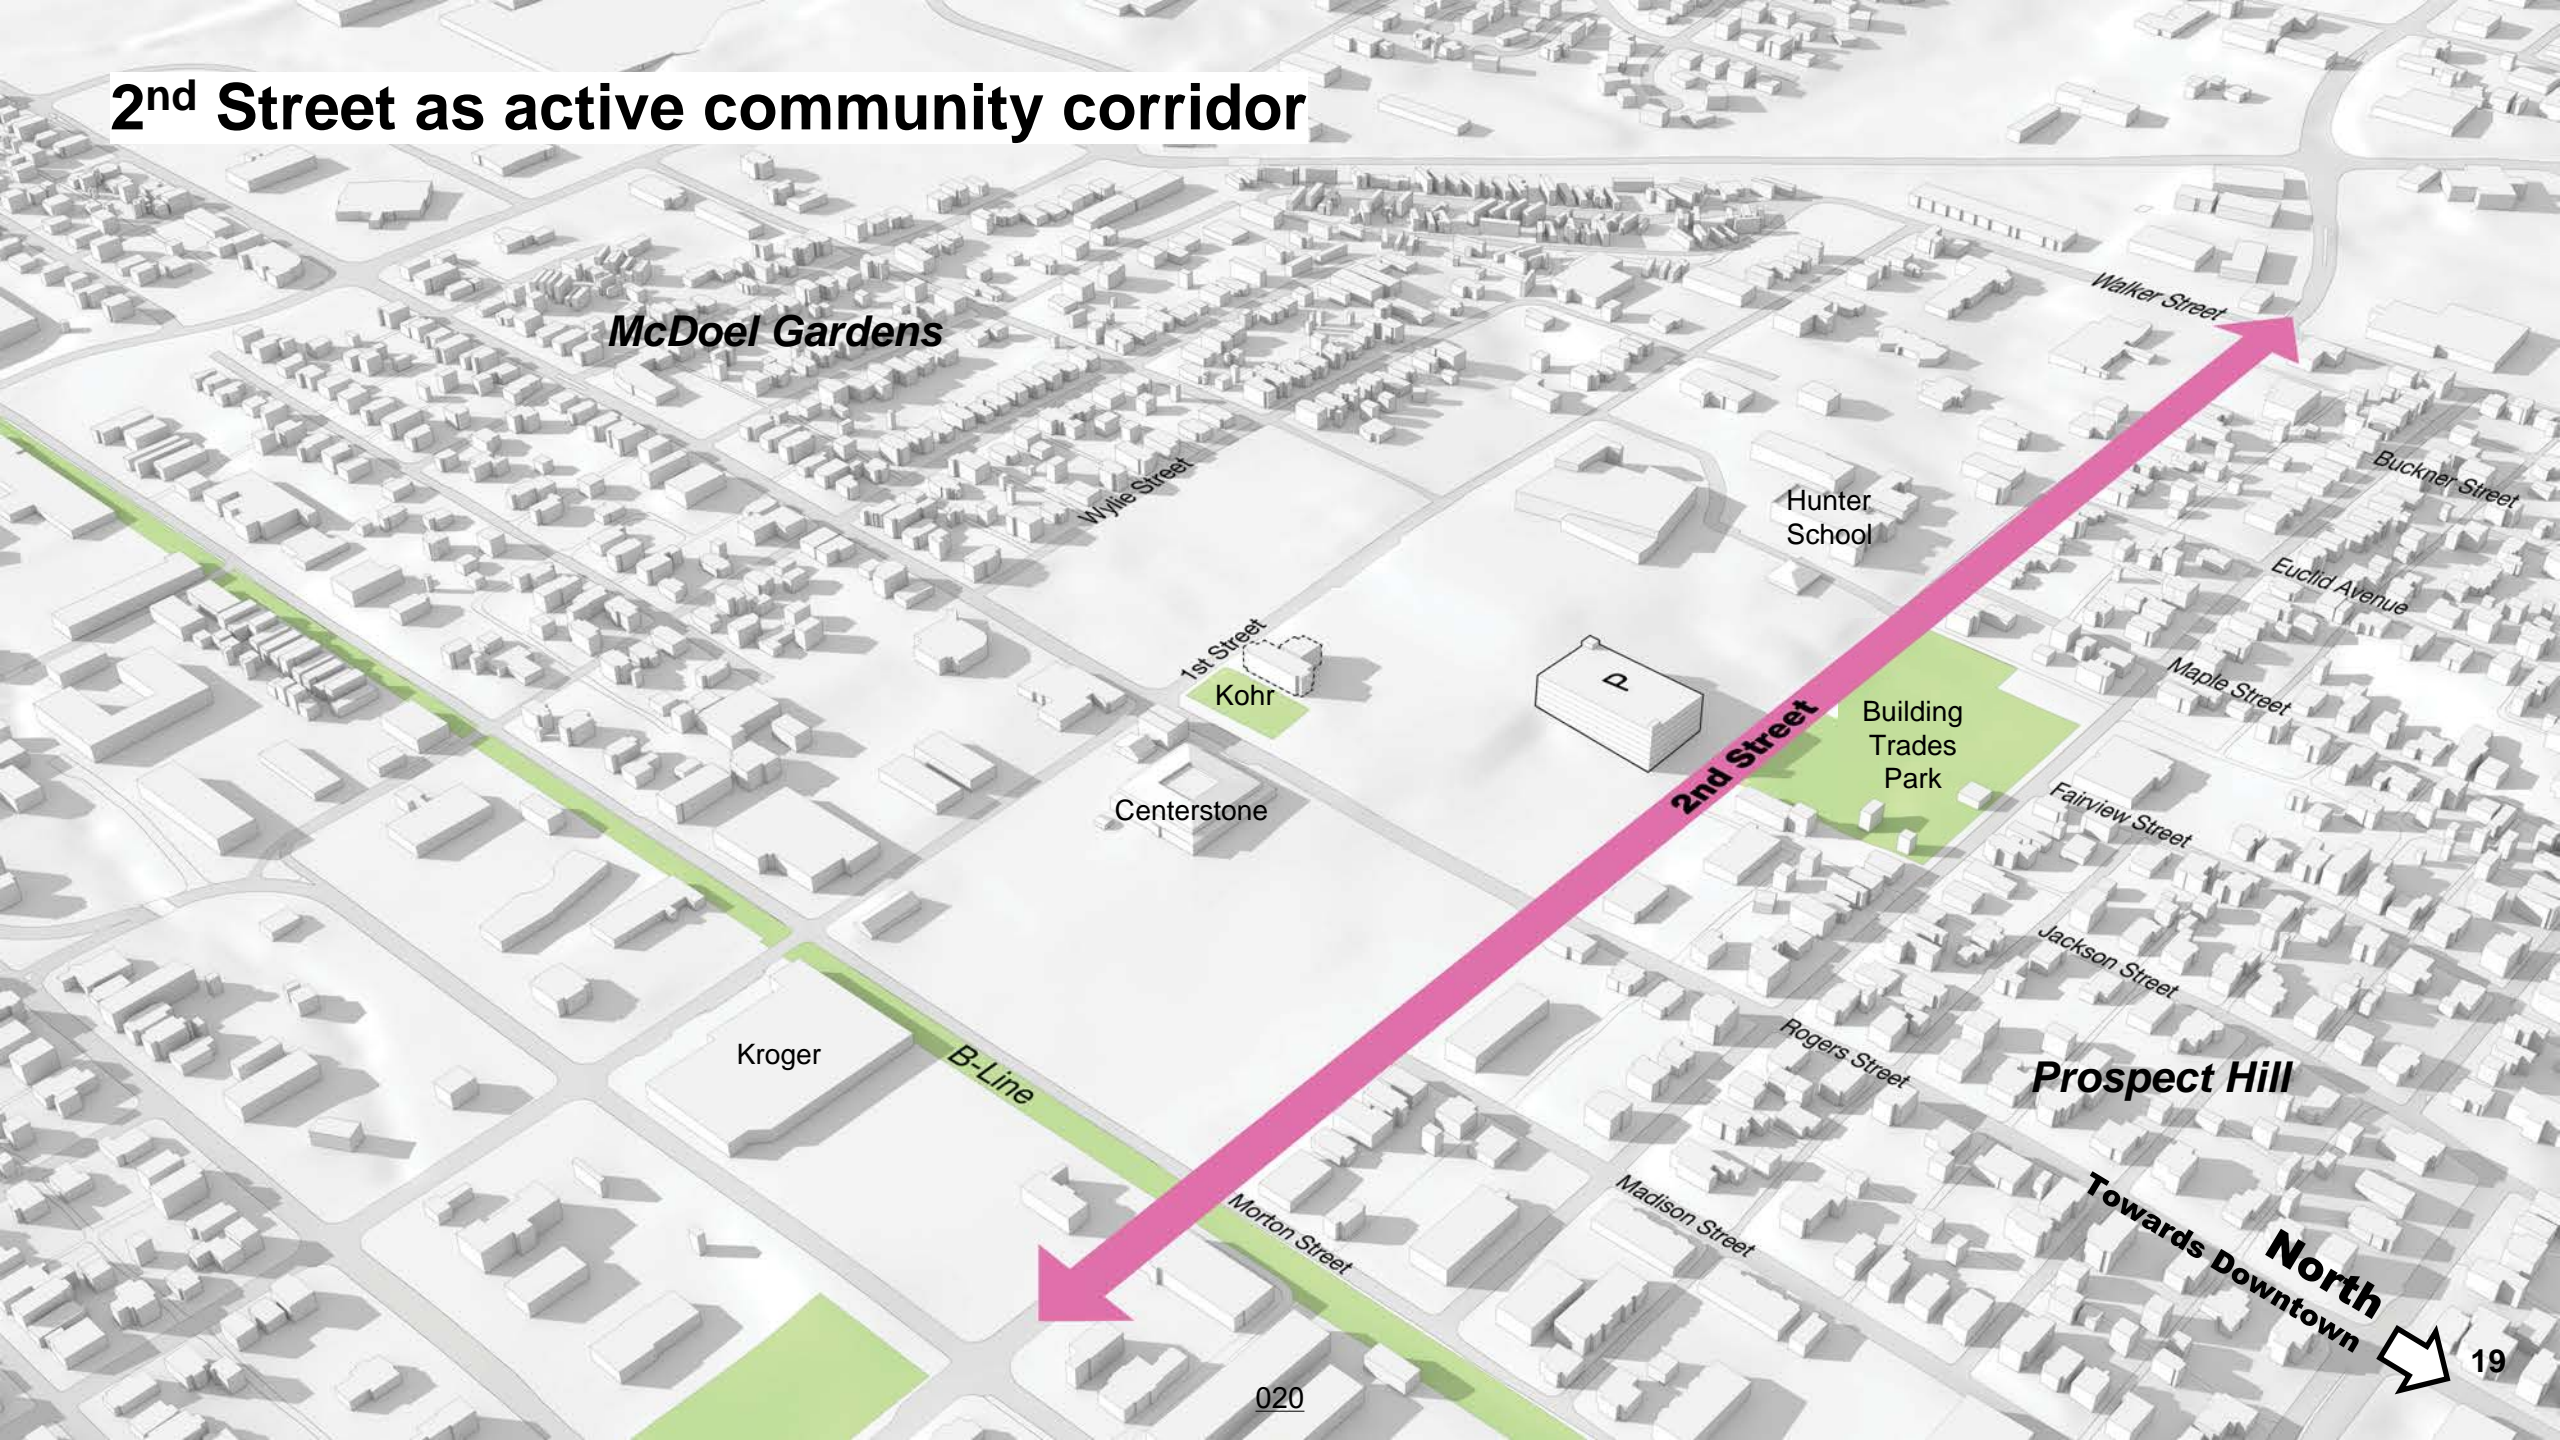 2nd Street as active community corridor
Walker Street
McDoel Gardens
Buckner Street
Wylie Street
Hunter
School
Euclid Avenue
1st Street
Kohr
P
Maple Street
2nd Street
Building
Trades
Park
Centerstone
Fairview Street
Jackson Street
Kroger
B-Line
Rogers Street
Prospect Hill
Morton Street
Madison Street
Towards Downtown
North
19
020